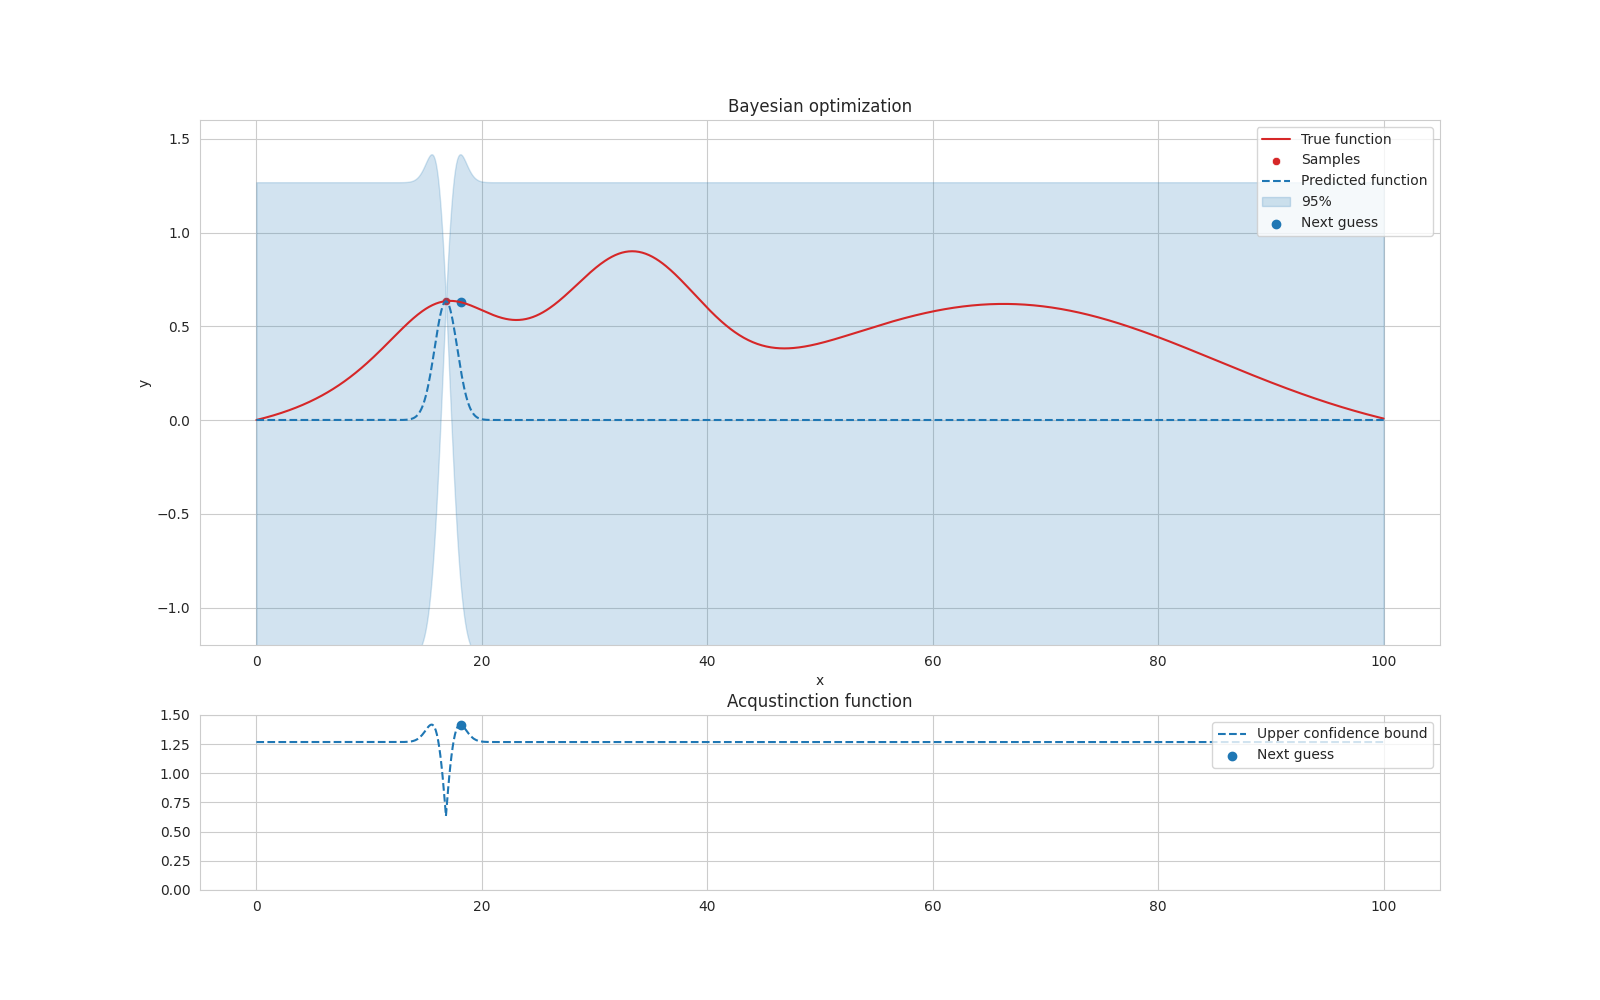 Bayesian optimization
1.5
1.0
0.5
0.0
−0.5
−1.0
y
True function
Samples
Predicted function
95%
Next guess
0 20 40 60 80 100
x
Acqustinction function
1.50
1.25
1.00
0.75
0.50
0.25
0.00
Upper confidence bound
Next guess
0 20 40 60 80 100